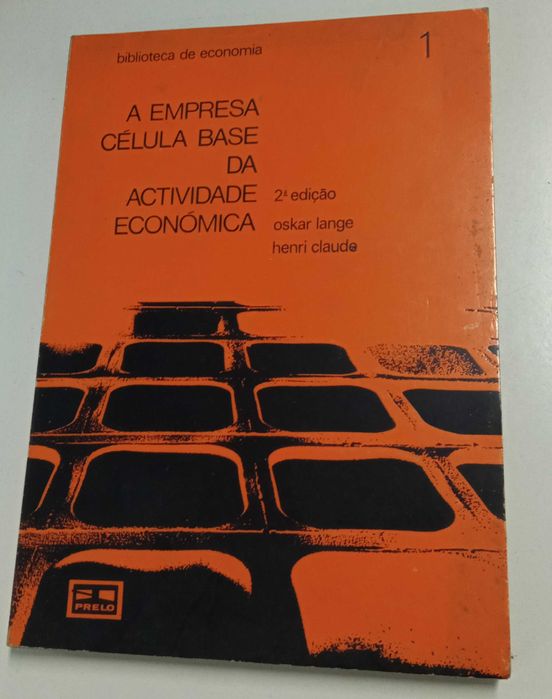 biblioteca de economia
1
A EMPRESA
CÉLULA BASE
DA
ACTIVIDADE
ECONÓMICA
2ª edição
oskar lange
henri claude
PRELO